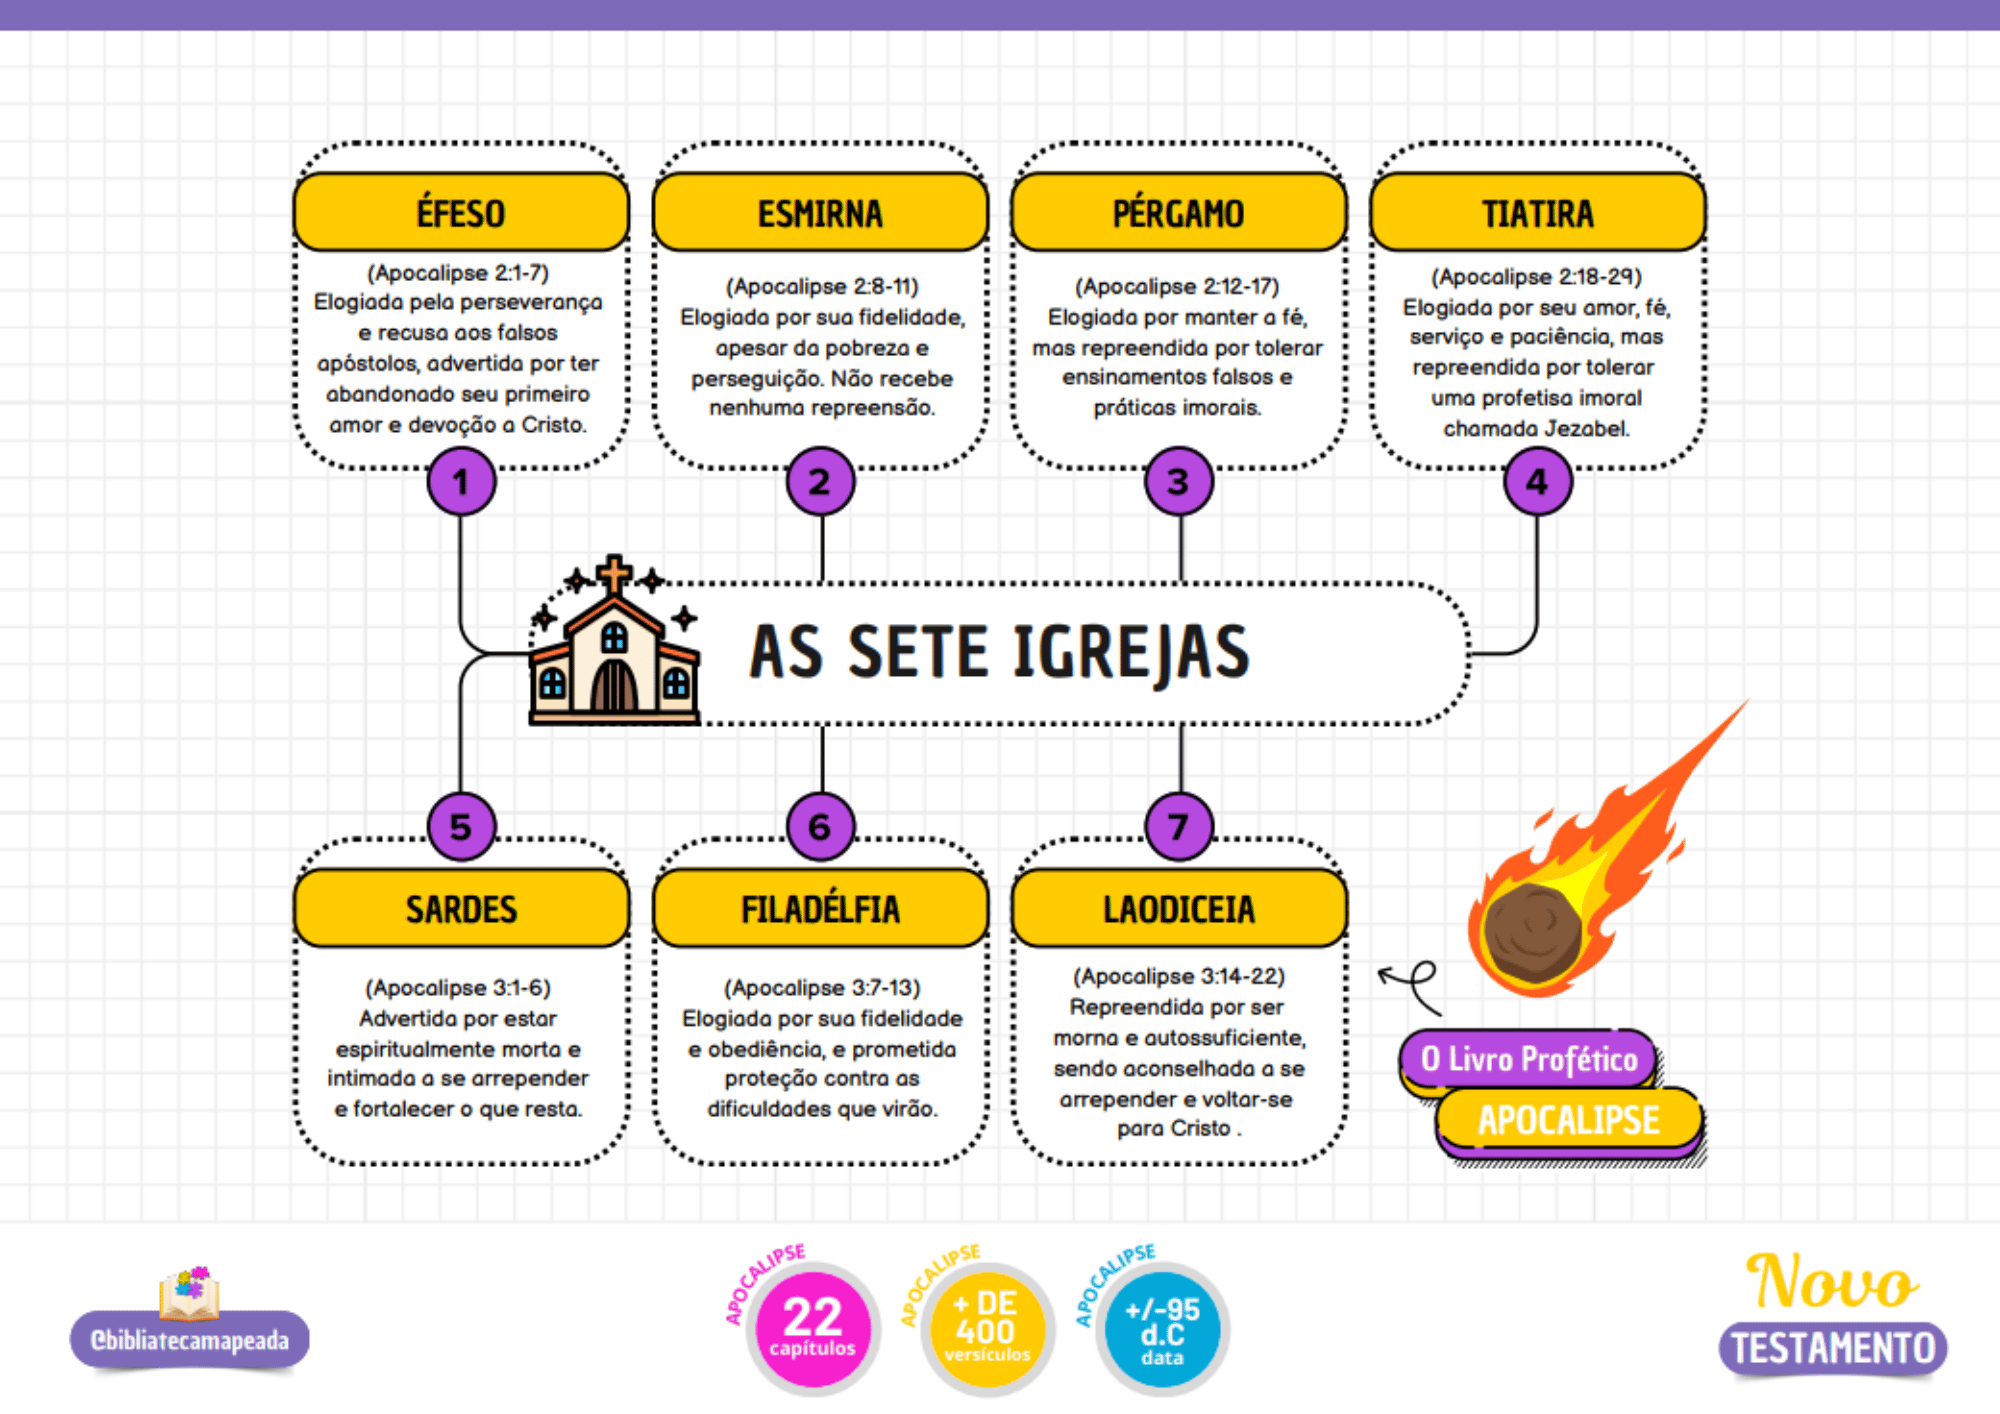 ÉFESO
(Apocalipse 2:1-7)
Elogiada pela perseverança
e recusa aos falsos
apóstolos, advertida por ter
abandonado seu primeiro
amor e devoção a Cristo.
1
ESMIRNA
(Apocalipse 2:8-11)
Elogiada por sua fidelidade,
apesar da pobreza e
perseguição. Não recebe
nenhuma repreensão.
2
PÉRGAMO
(Apocalipse 2:12-17)
Elogiada por manter a fé,
mas repreendida por tolerar
ensinamentos falsos e
práticas imorais.
3
TIATIRA
(Apocalipse 2:18-29)
Elogiada por seu amor, fé,
serviço e paciência, mas
repreendida por tolerar
uma profetisa imoral
chamada Jezabel.
4
AS SETE IGREJAS
5
SARDES
(Apocalipse 3:1-6)
Advertida por estar
espiritualmente morta e
intimada a se arrepender
e fortalecer o que resta.
6
FILADÉLFIA
(Apocalipse 3:7-13)
Elogiada por sua fidelidade
e obediência, e prometida
proteção contra as
dificuldades que virão.
7
LAODICEIA
(Apocalipse 3:14-22)
Repreendida por ser
morna e autossuficiente,
sendo aconselhada a se
arrepender e voltar-se
para Cristo .
O Livro Profético
APOCALIPSE
@bibliatecamapeada
APOCALIPSE
22
capítulos
APOCALIPSE
+ DE
400
versículos
APOCALIPSE
+/-95
d.C
data
Novo
TESTAMENTO